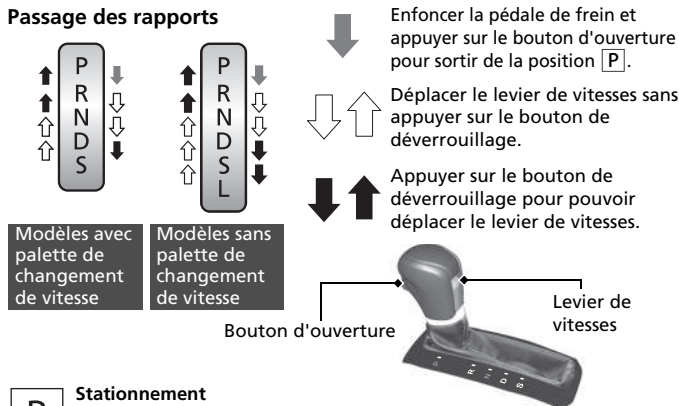 Passage des rapports
P
R
N
D
S
P
R
N
D
S
L
Modèles avec
palette de
changement
de vitesse
Modèles sans
palette de
changement
de vitesse
Enfoncer la pédale de frein et
appuyer sur le bouton d'ouverture
pour sortir de la position P.
Déplacer le levier de vitesses sans
appuyer sur le bouton de
déverrouillage.
Appuyer sur le bouton de
déverrouillage pour pouvoir
déplacer le levier de vitesses.
Bouton d'ouverture
Levier de
vitesses
P
R
N
D
S
Stationnement